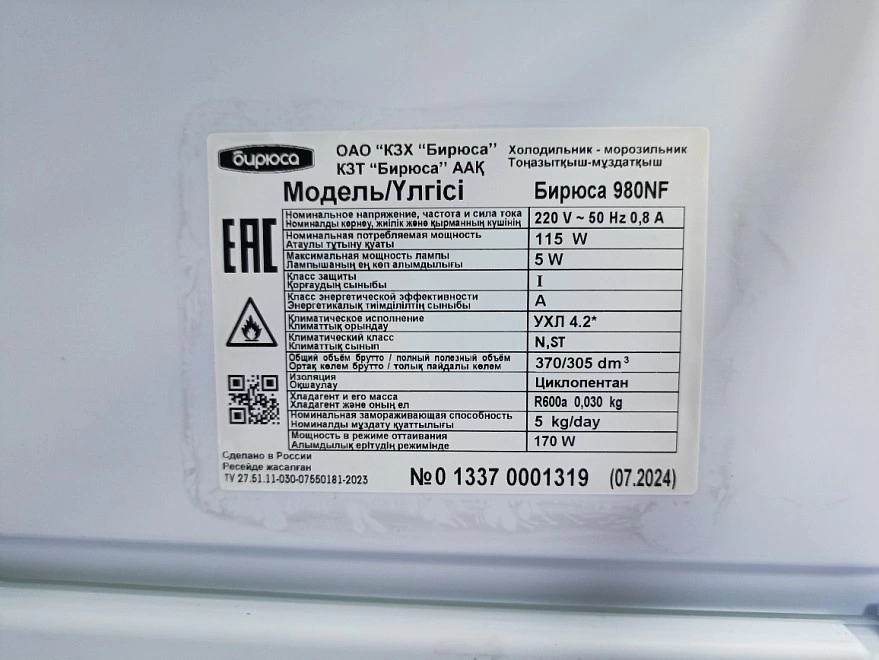 бирюса
ОАО “КЗХ “Бирюса”
КЗТ “Бирюса” ААҚ
Холодильник - морозильник
Тоңазытқыш-мұздатқыш
Модель/Үлгісі Бирюса 980NF
EAC
Номинальное напряжение, частота и сила тока
Номиналды кернеу, жиілік және қырманның күшінің
220 V ~ 50 Hz 0,8 A
Номинальная потребляемая мощность
Атаулы тұтыну қуаты
115 W
Максимальная мощность лампы
Лампышаның ең көп алымдылығы
5 W
Класс защиты
Қорғаудың сыныбы
I
Класс энергетической эффективности
Энергетикалық тиімділіптің сыныбы
A
Климатическое исполнение
Климаттық орындау
УХЛ 4.2*
Климатический класс
Климаттық сынып
N,ST
Общий объём брутто / полный полезный объём
Ортақ көлем брутто / толық пайдалы көлем
370/305 dm³
Изоляция
Оқшаулау
Циклопентан
Хладагент и его масса
Хладагент және оның ел
R600a 0,030 kg
Номинальная замораживающая способность
Номиналды мұздату қуаттылығы
5 kg/day
Мощность в режиме оттаивания
Алымдылық ерітудің режимінде
170 W
Сделано в России
Ресейде жасалған
TV 27.51.11-030-07550181-2023
№0 1337 0001319 (07.2024)